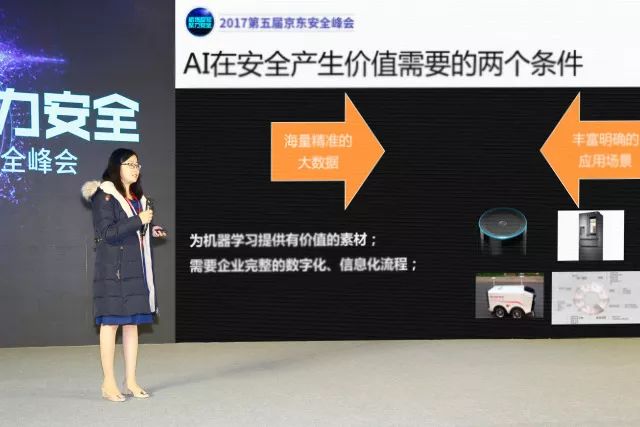 2017第五届京东安全峰会
AI在安全产生价值需要的两个条件
力安全
全峰会
海量精准的
大数据
丰富明确的
应用场景
为机器学习提供有价值的素材；
需要企业完整的数字化、信息化流程；